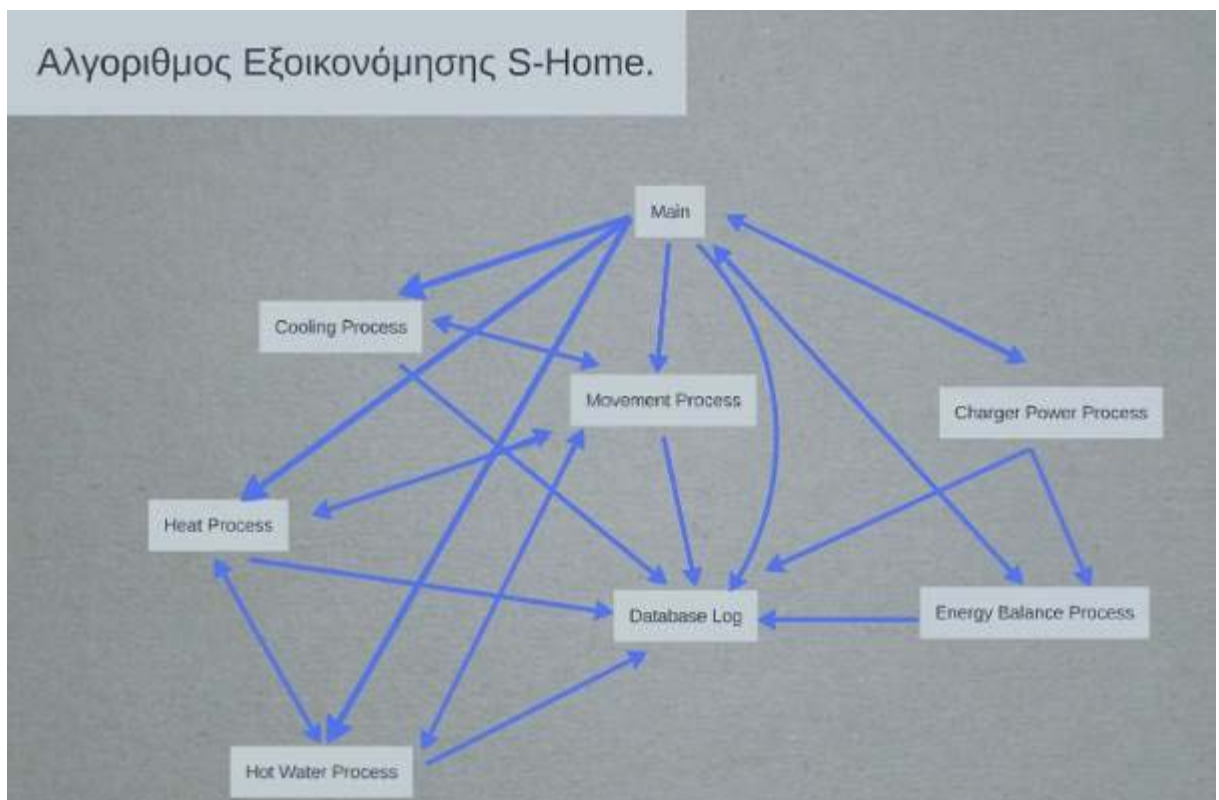 Αλγοριθμος Εξοικονόμησης S-Home.
Main
Cooling Process
Movement Process
Charger Power Process
Heat Process
Database Log
Energy Balance Process
Hot Water Process